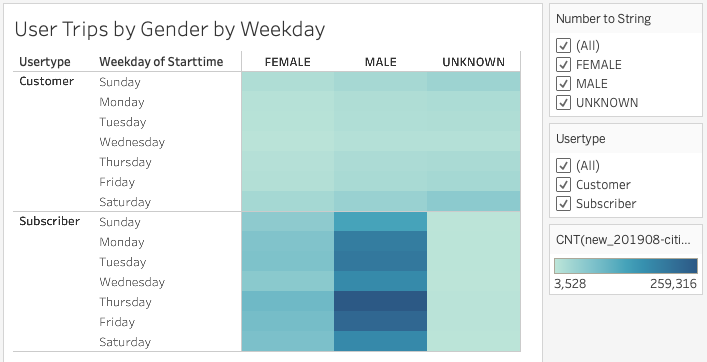 User Trips by Gender by Weekday
Usertype Weekday of Starttime FEMALE MALE UNKNOWN
Customer Sunday
Monday
Tuesday
Wednesday
Thursday
Friday
Saturday
Subscriber Sunday
Monday
Tuesday
Wednesday
Thursday
Friday
Saturday
Number to String
(All)
FEMALE
MALE
UNKNOWN
Usertype
(All)
Customer
Subscriber
CNT(new_201908-citi...
3,528 259,316